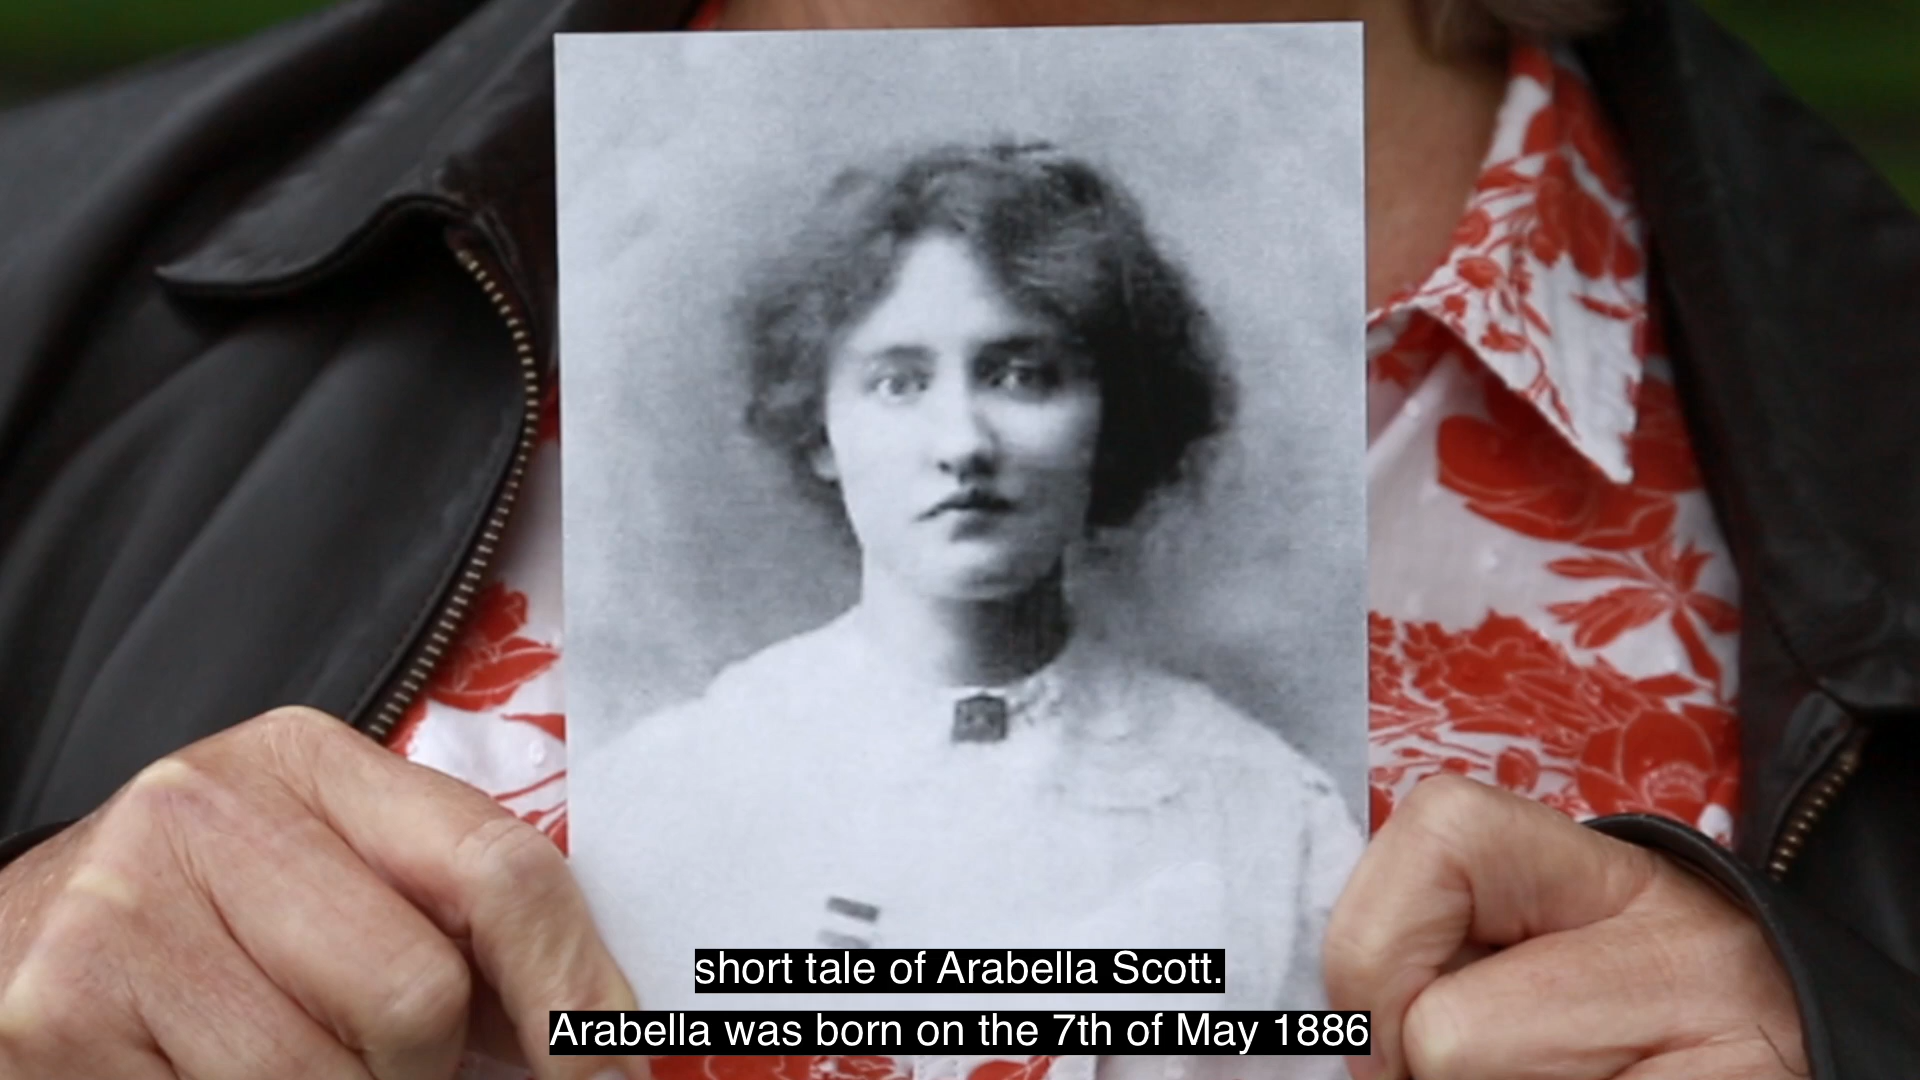 short tale of Arabella Scott.
Arabella was born on the 7th of May 1886